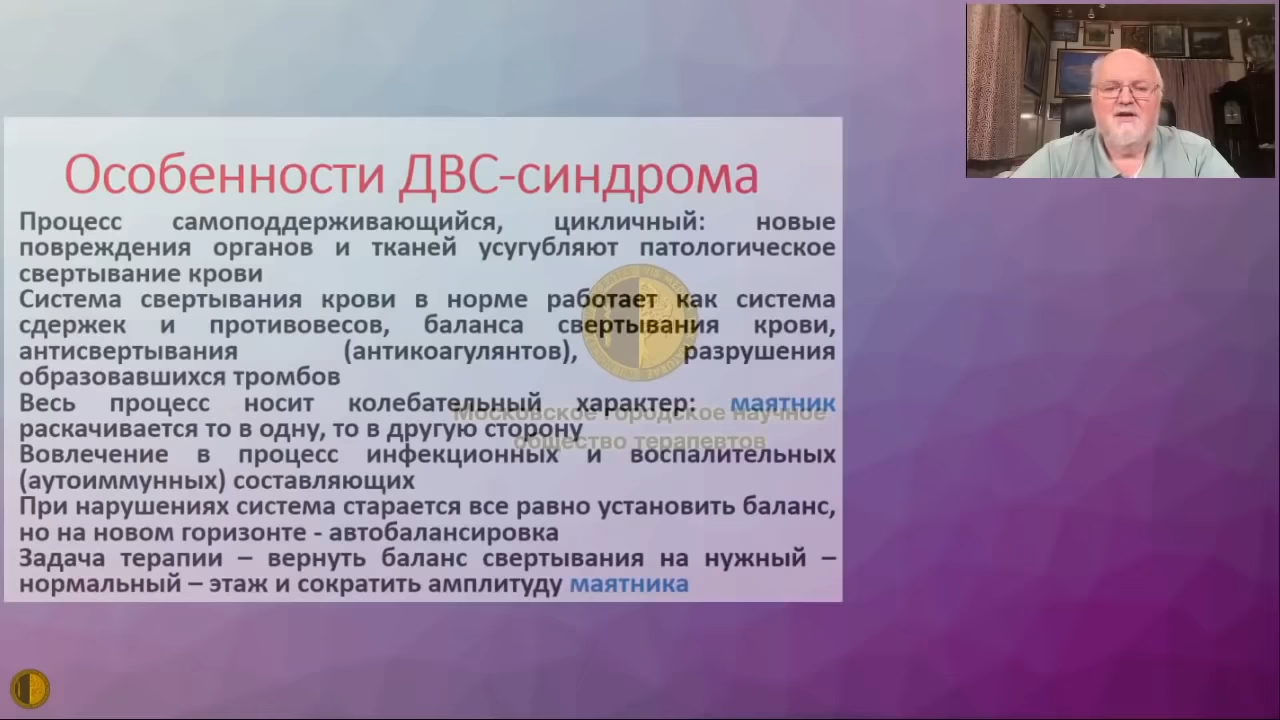 Особенности ДВС-синдрома
Процесс самоподдерживающийся, цикличный: новые
повреждения органов и тканей усугубляют патологическое
свертывание крови
Система свертывания крови в норме работает как система
сдержек и противовесов, баланса свертывания крови,
антисвертывания (антикоагулянтов), разрушения
образовавшихся тромбов
Весь процесс носит колебательный характер: маятник
раскачивается то в одну, то в другую сторону
Вовлечение в процесс инфекционных и воспалительных
(аутоиммунных) составляющих
При нарушениях система старается все равно установить баланс,
но на новом горизонте - автобалансировка
Задача терапии – вернуть баланс свертывания на нужный –
нормальный – этаж и сократить амплитуду маятника
Московское городское научное
общество терапевтов